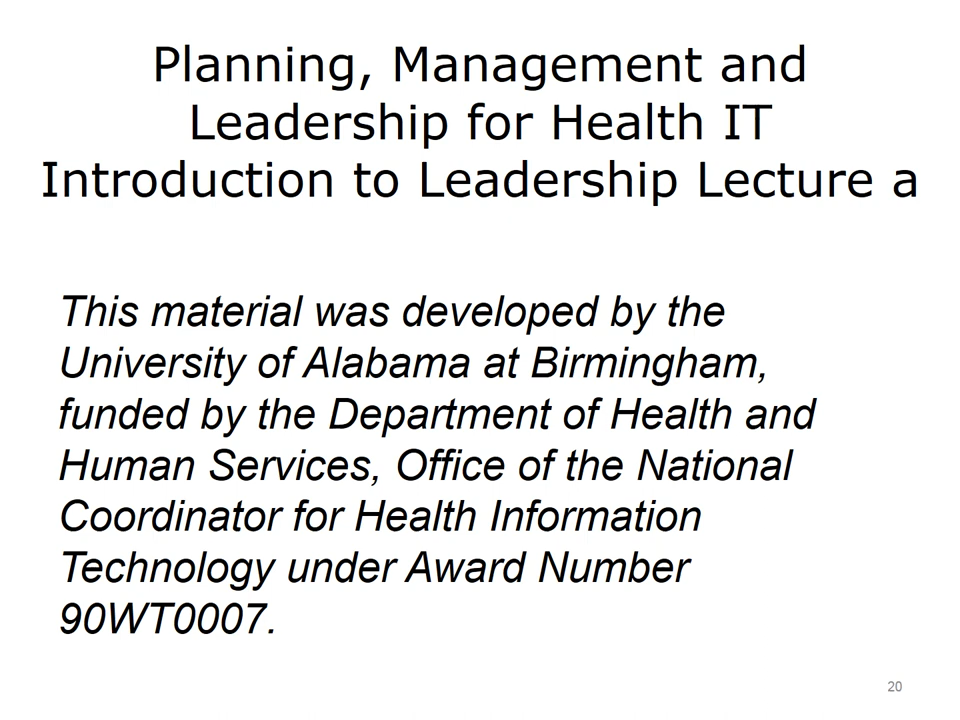 Planning, Management and
Leadership for Health IT
Introduction to Leadership Lecture a
This material was developed by the
University of Alabama at Birmingham,
funded by the Department of Health and
Human Services, Office of the National
Coordinator for Health Information
Technology under Award Number
90WT0007.
20